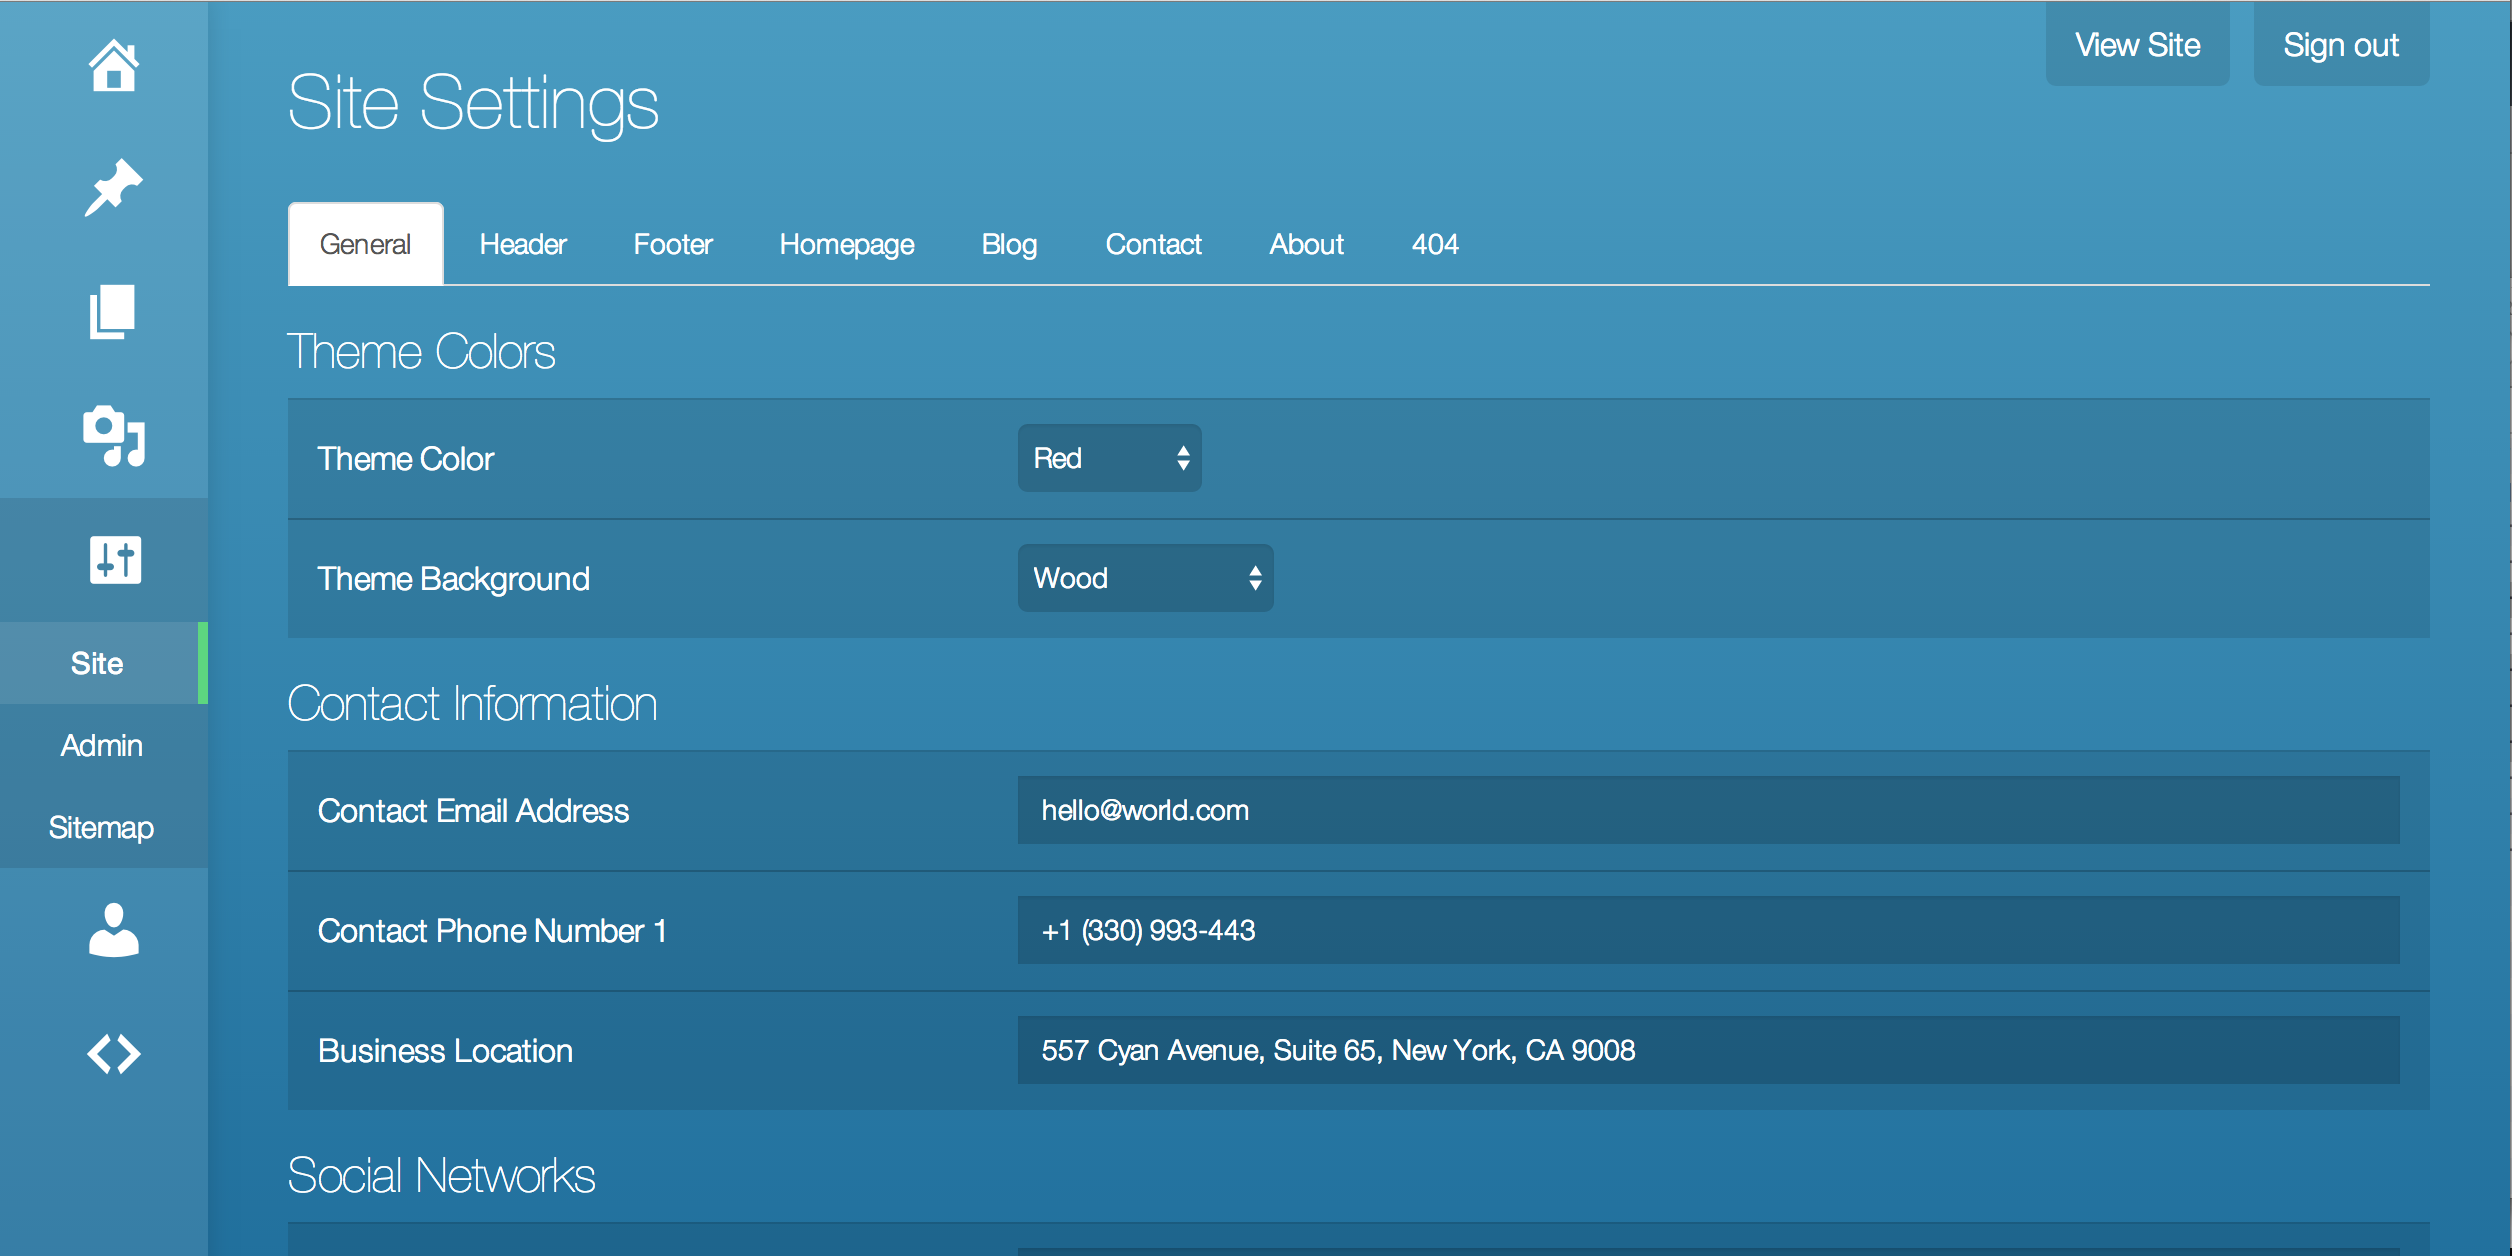 View Site
Sign out
Site Settings
General
Header
Footer
Homepage
Blog
Contact
About
404
Theme Colors
Theme Color
Red
Theme Background
Wood
Site
Admin
Sitemap
Contact Information
Contact Email Address
hello@world.com
Contact Phone Number 1
+1 (330) 993-443
Business Location
557 Cyan Avenue, Suite 65, New York, CA 9008
Social Networks